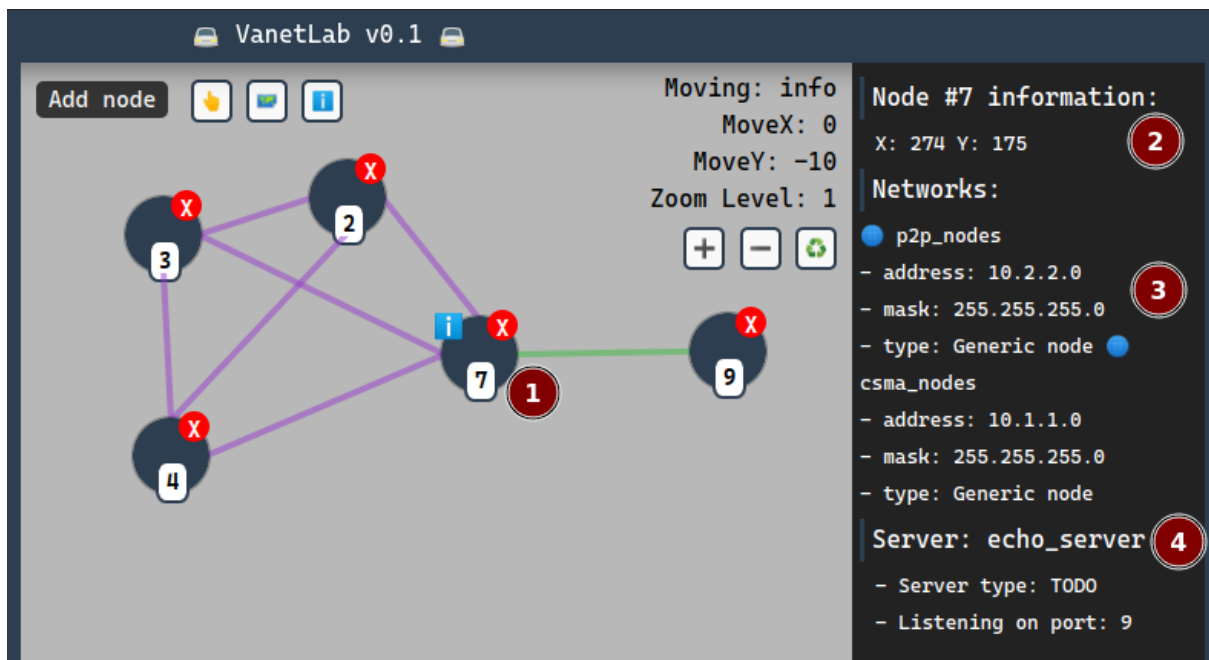 VanetLab v0.1
Add node
Moving: info
MoveX: 0
MoveY: -10
Zoom Level: 1
X
2
X
3
X
7
1
X
9
X
4
Node #7 information:
X: 274 Y: 175
2
Networks:
p2p_nodes
- address: 10.2.2.0
3
- mask: 255.255.255.0
- type: Generic node
csma_nodes
- address: 10.1.1.0
- mask: 255.255.255.0
- type: Generic node
Server: echo_server
4
- Server type: TODO
- Listening on port: 9